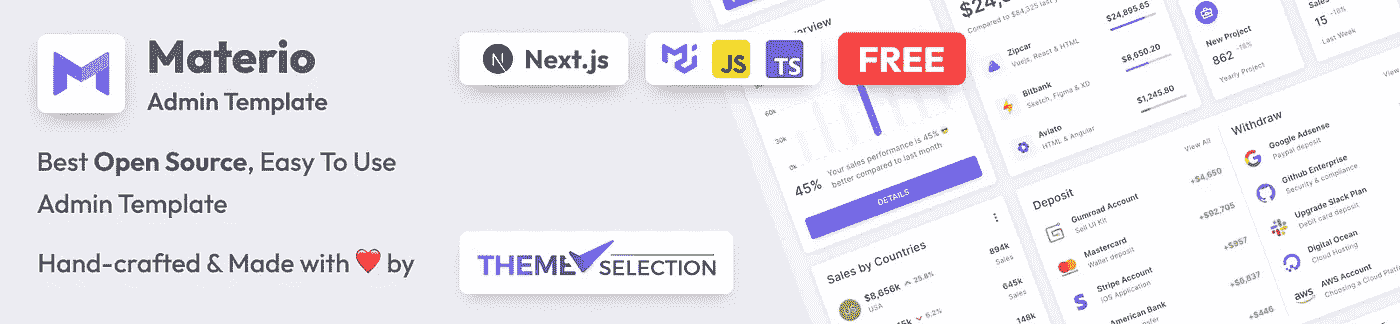 Materio
Admin Template
Best Open Source, Easy To Use
Admin Template
Hand-crafted & Made with ❤️ by
THEME SELECTION
N Next.js
JS
TS
FREE
60k
30k
0k
45%
Your sales performance is 45% 😎
better compared to last month
DETAILS
Compared to $84,325 last
$24,895.65
Zipcar
Vuejs, React & HTML
$8,650.20
Bitbank
Sketch, Figma & XD
$1,245.80
Aviato
HTML & Angular
New Project
862 -18%
Yearly Project
15 -18%
Last Week
Sales by Countries
$8,656k 25.8%
USA
894k
Sales
645k
Sales
6.2%
148k
Deposit
View All
Gumroad Account
Sell UI Kit
+$4,650
Mastercard
Wallet deposit
+$92,705
Stripe Account
iOS Application
+$957
American Bank
+$6,837
+$446
Withdraw
View
Google Adsense
Paypal deposit
Github Enterprise
Security & compliance
Upgrade Slack Plan
Debit card deposit
Digital Ocean
Cloud Hosting
aws
AWS Account
Choosing a Cloud